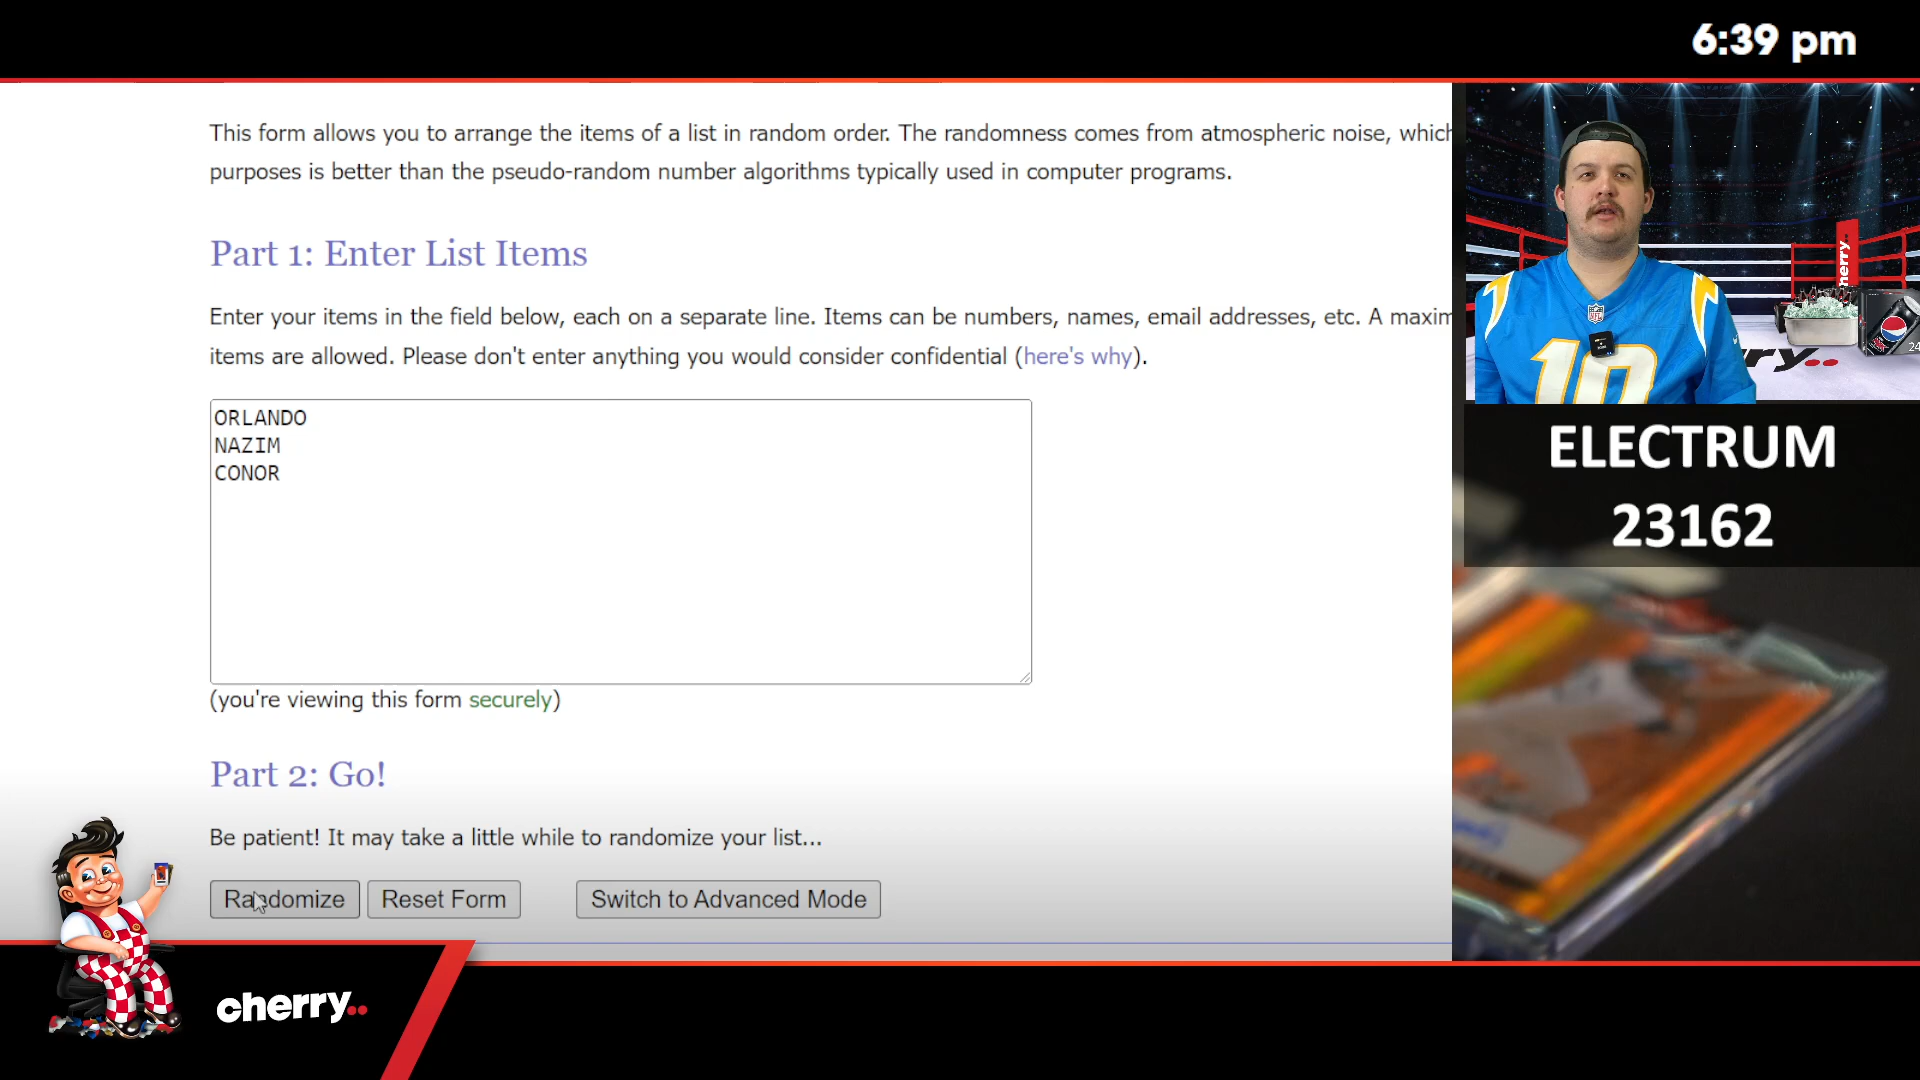 6:39 pm
This form allows you to arrange the items of a list in random order. The randomness comes from atmospheric noise, which
purposes is better than the pseudo-random number algorithms typically used in computer programs.
Part 1: Enter List Items
Enter your items in the field below, each on a separate line. Items can be numbers, names, email addresses, etc. A maxim
items are allowed. Please don't enter anything you would consider confidential (here's why).
ORLANDO
NAZIM
CONOR
(you're viewing this form securely)
Part 2: Go!
Be patient! It may take a little while to randomize your list...
Randomize Reset Form Switch to Advanced Mode
cherry..
herry.
ry..
24
10
ELECTRUM
23162